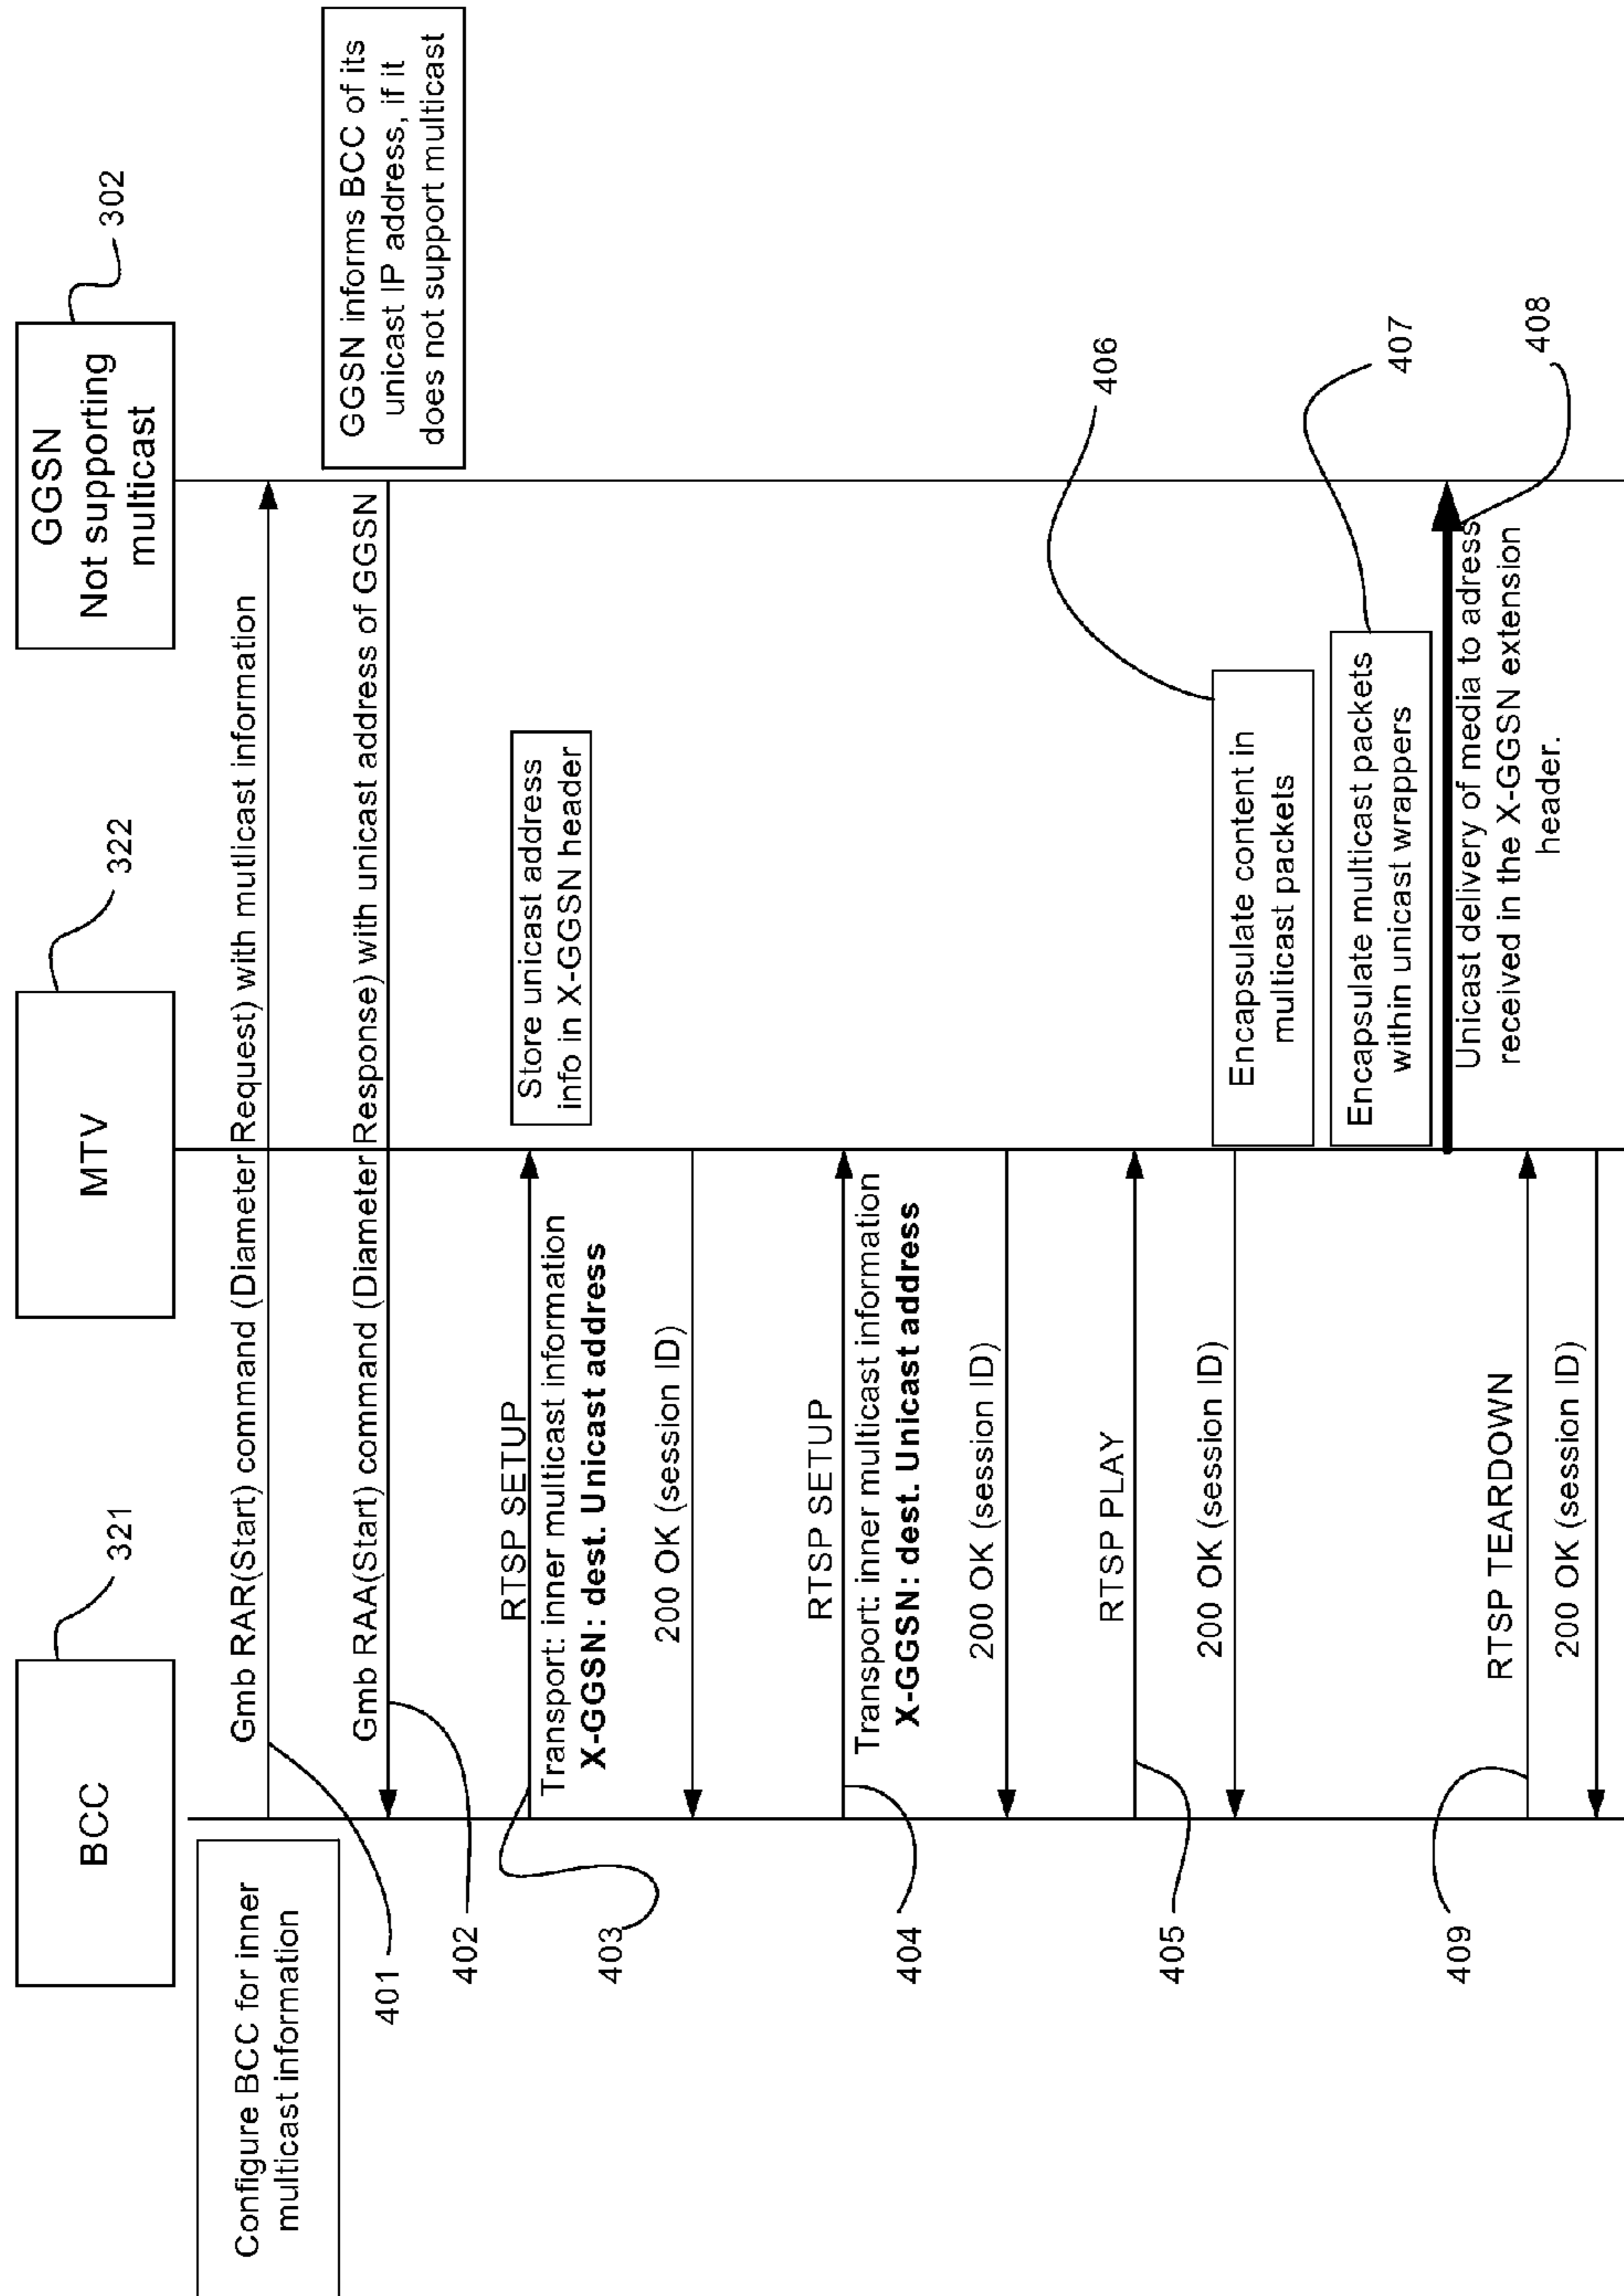 BCC
321
MTV
322
GGSN
Not supporting
multicast
302
Configure BCC for inner
multicast information
Gmb RAR(Start) command (Diameter Request) with mutlicast information
401
Gmb RAA(Start) command (Diameter Response) with unicast address of GGSN
402
GGSN informs BCC of its
unicast IP address, if it
does not support multicast
RTSP SETUP
Transport: inner multicast information
X-GGSN: dest. Unicast address
403
Store unicast address
info in X-GGSN header
200 OK (session ID)
RTSP SETUP
Transport: inner multicast information
X-GGSN: dest. Unicast address
404
200 OK (session ID)
RTSP PLAY
405
200 OK (session ID)
Encapsulate content in
multicast packets
406
Encapsulate multicast packets
within unicast wrappers
407
Unicast delivery of media to adress
received in the X-GGSN extension
header.
408
RTSP TEARDOWN
409
200 OK (session ID)